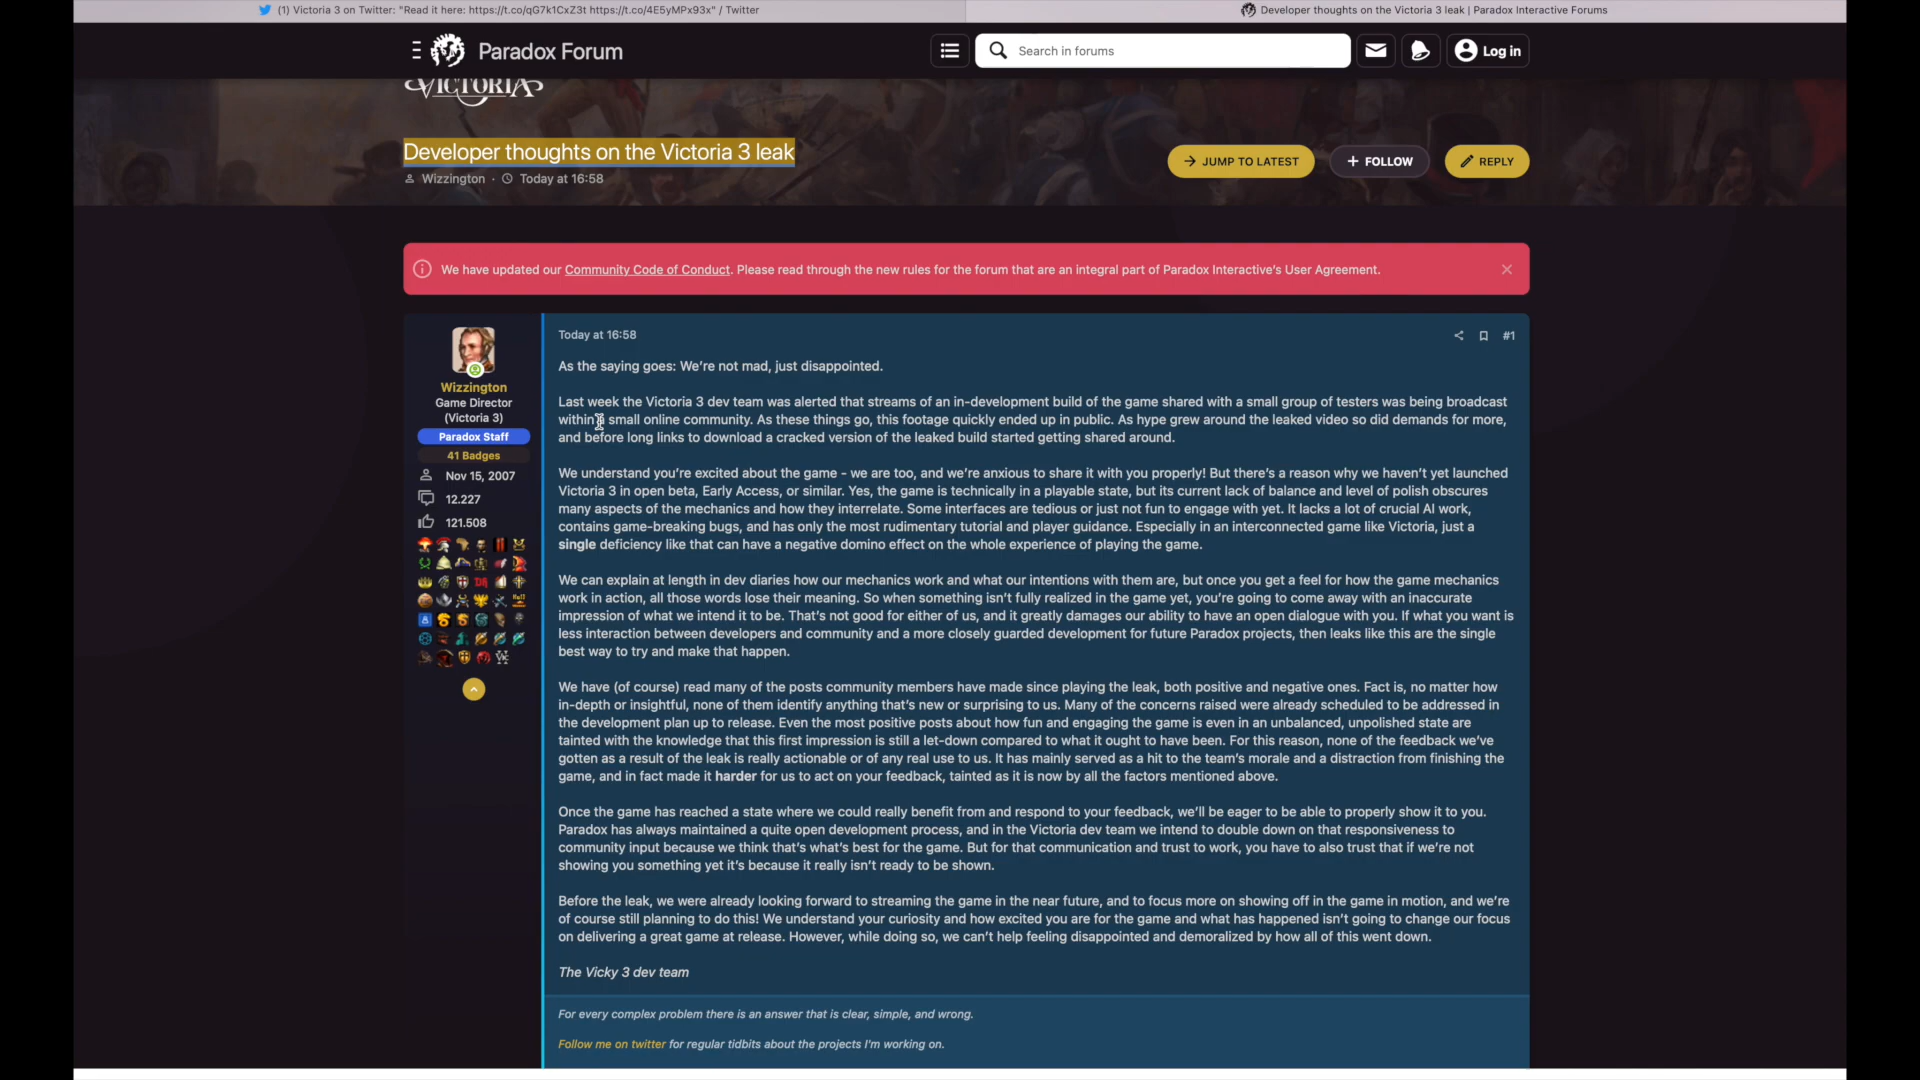 (1) Victoria 3 on Twitter: "Read it here: https://t.co/qG7k1CxZ3t https://t.co/4E5yMPx93x" / Twitter
Developer thoughts on the Victoria 3 leak | Paradox Interactive Forums
Paradox Forum
Search in forums
Log in
VICTORIA
Developer thoughts on the Victoria 3 leak
Wizzington · Today at 16:58
JUMP TO LATEST
FOLLOW
REPLY
We have updated our Community Code of Conduct. Please read through the new rules for the forum that are an integral part of Paradox Interactive's User Agreement.
Wizzington
Game Director
(Victoria 3)
Paradox Staff
41 Badges
Nov 15, 2007
12.227
121.508
Today at 16:58
#1
As the saying goes: We're not mad, just disappointed.
Last week the Victoria 3 dev team was alerted that streams of an in-development build of the game shared with a small group of testers was being broadcast
within a small online community. As these things go, this footage quickly ended up in public. As hype grew around the leaked video so did demands for more,
and before long links to download a cracked version of the leaked build started getting shared around.
We understand you're excited about the game - we are too, and we're anxious to share it with you properly! But there's a reason why we haven't yet launched
Victoria 3 in open beta, Early Access, or similar. Yes, the game is technically in a playable state, but its current lack of balance and level of polish obscures
many aspects of the mechanics and how they interrelate. Some interfaces are tedious or just not fun to engage with yet. It lacks a lot of crucial AI work,
contains game-breaking bugs, and has only the most rudimentary tutorial and player guidance. Especially in an interconnected game like Victoria, just a
single deficiency like that can have a negative domino effect on the whole experience of playing the game.
We can explain at length in dev diaries how our mechanics work and what our intentions with them are, but once you get a feel for how the game mechanics
work in action, all those words lose their meaning. So when something isn't fully realized in the game yet, you're going to come away with an inaccurate
impression of what we intend it to be. That's not good for either of us, and it greatly damages our ability to have an open dialogue with you. If what you want is
less interaction between developers and community and a more closely guarded development for future Paradox projects, then leaks like this are the single
best way to try and make that happen.
We have (of course) read many of the posts community members have made since playing the leak, both positive and negative ones. Fact is, no matter how
in-depth or insightful, none of them identify anything that's new or surprising to us. Many of the concerns raised were already scheduled to be addressed in
the development plan up to release. Even the most positive posts about how fun and engaging the game is even in an unbalanced, unpolished state are
tainted with the knowledge that this first impression is still a let-down compared to what it ought to have been. For this reason, none of the feedback we've
gotten as a result of the leak is really actionable or of any real use to us. It has mainly served as a hit to the team's morale and a distraction from finishing the
game, and in fact made it harder for us to act on your feedback, tainted as it is now by all the factors mentioned above.
Once the game has reached a state where we could really benefit from and respond to your feedback, we'll be eager to be able to properly show it to you.
Paradox has always maintained a quite open development process, and in the Victoria dev team we intend to double down on that responsiveness to
community input because we think that's what's best for the game. But for that communication and trust to work, you have to also trust that if we're not
showing you something yet it's because it really isn't ready to be shown.
Before the leak, we were already looking forward to streaming the game in the near future, and to focus more on showing off in the game in motion, and we're
of course still planning to do this! We understand your curiosity and how excited you are for the game and what has happened isn't going to change our focus
on delivering a great game at release. However, while doing so, we can't help feeling disappointed and demoralized by how all of this went down.
The Vicky 3 dev team
For every complex problem there is an answer that is clear, simple, and wrong.
Follow me on twitter for regular tidbits about the projects I'm working on.